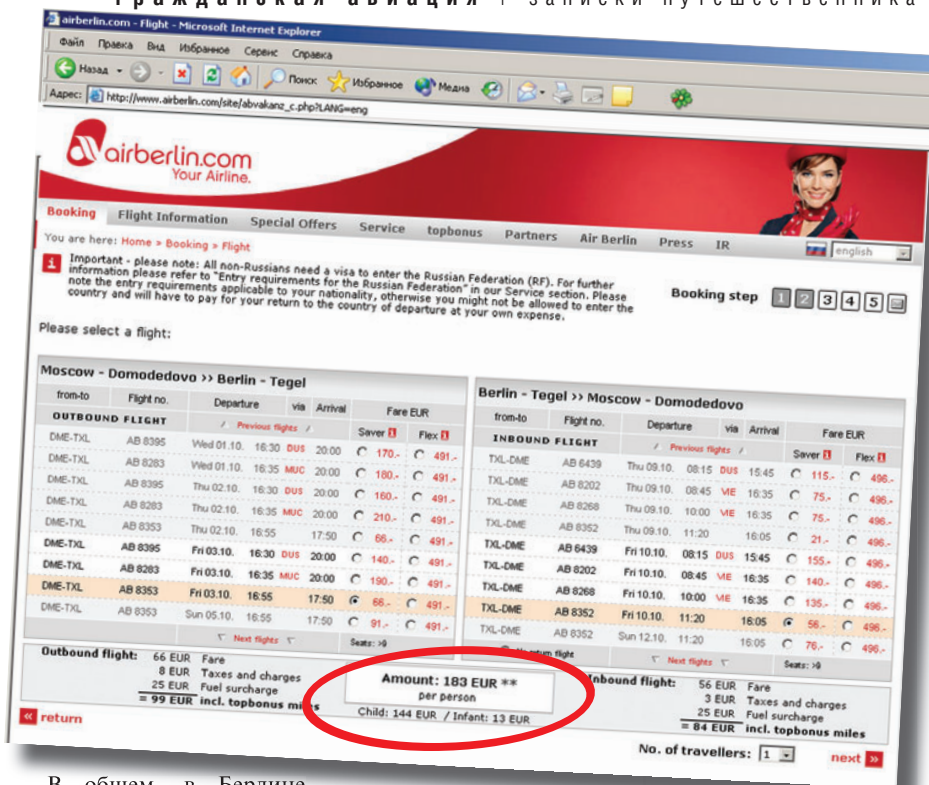 Гражданская авиация | записки путешественника
airberlin.com - Flight - Microsoft Internet Explorer
Файл Правка Вид Избранное Сервис Справка
Назад Поиск Избранное Медиа
Адрес: http://www.airberlin.com/site/abvakanz_c.php?LANG=eng
airberlin.com
Your Airline.
Booking Flight Information Special Offers Service topbonus Partners Air Berlin Press IR
english
You are here: Home > Booking > Flight
Important - please note: All non-Russians need a visa to enter the Russian Federation (RF). For further
information please refer to "Entry requirements for the Russian Federation" in our Service section. Please
note the entry requirements applicable to your nationality, otherwise you might not be allowed to enter the
country and will have to pay for your return to the country of departure at your own expense.
Booking step 1 2 3 4 5
Please select a flight:
Moscow - Domodedovo >> Berlin - Tegel
from-to Flight no. Departure via Arrival Fare EUR
OUTBOUND FLIGHT / Previous flights / Saver Flex
DME-TXL AB 8395 Wed 01.10. 16:30 DUS 20:00 170.- 491.-
DME-TXL AB 8283 Wed 01.10. 16:35 MUC 20:00 180.- 491.-
DME-TXL AB 8395 Thu 02.10. 16:30 DUS 20:00 160.- 491.-
DME-TXL AB 8283 Thu 02.10. 16:35 MUC 20:00 210.- 491.-
DME-TXL AB 8353 Thu 02.10. 16:55 17:50 66.- 491.-
DME-TXL AB 8395 Fri 03.10. 16:30 DUS 20:00 140.- 491.-
DME-TXL AB 8283 Fri 03.10. 16:35 MUC 20:00 190.- 491.-
DME-TXL AB 8353 Fri 03.10. 16:55 17:50 66.- 491.-
DME-TXL AB 8353 Sun 05.10. 16:55 17:50 91.- 491.-
Next flights Seats: >9
Berlin - Tegel >> Moscow - Domodedovo
from-to Flight no. Departure via Arrival Fare EUR
INBOUND FLIGHT / Previous flights / Saver Flex
TXL-DME AB 6439 Thu 09.10. 08:15 DUS 15:45 115.- 496.-
TXL-DME AB 8202 Thu 09.10. 08:45 VIE 16:35 75.- 496.-
TXL-DME AB 8268 Thu 09.10. 10:00 VIE 16:35 75.- 496.-
TXL-DME AB 8352 Thu 09.10. 11:20 16:05 21.- 496.-
TXL-DME AB 6439 Fri 10.10. 08:15 DUS 15:45 155.- 496.-
TXL-DME AB 8202 Fri 10.10. 08:45 VIE 16:35 140.- 496.-
TXL-DME AB 8268 Fri 10.10. 10:00 VIE 16:35 135.- 496.-
TXL-DME AB 8352 Fri 10.10. 11:20 16:05 56.- 496.-
TXL-DME AB 8352 Sun 12.10. 11:20 16:05 76.- 496.-
No return flight Next flights Seats: >9
Outbound flight: 66 EUR Fare
8 EUR Taxes and charges
25 EUR Fuel surcharge
= 99 EUR incl. topbonus miles
Amount: 183 EUR **
per person
Child: 144 EUR / Infant: 13 EUR
Inbound flight: 56 EUR Fare
3 EUR Taxes and charges
25 EUR Fuel surcharge
= 84 EUR incl. topbonus miles
return
No. of travellers: 1 next
В общем, в Берлине